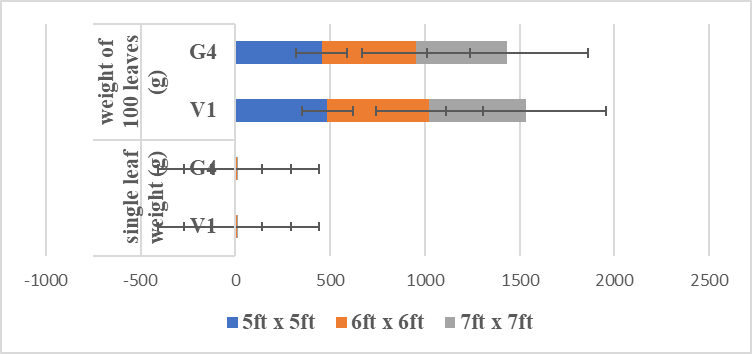 weight of
100 leaves
(g)
G4
V1
single leaf
weight (g)
G4
V1
-1000 -500 0 500 1000 1500 2000 2500
5ft x 5ft 6ft x 6ft 7ft x 7ft